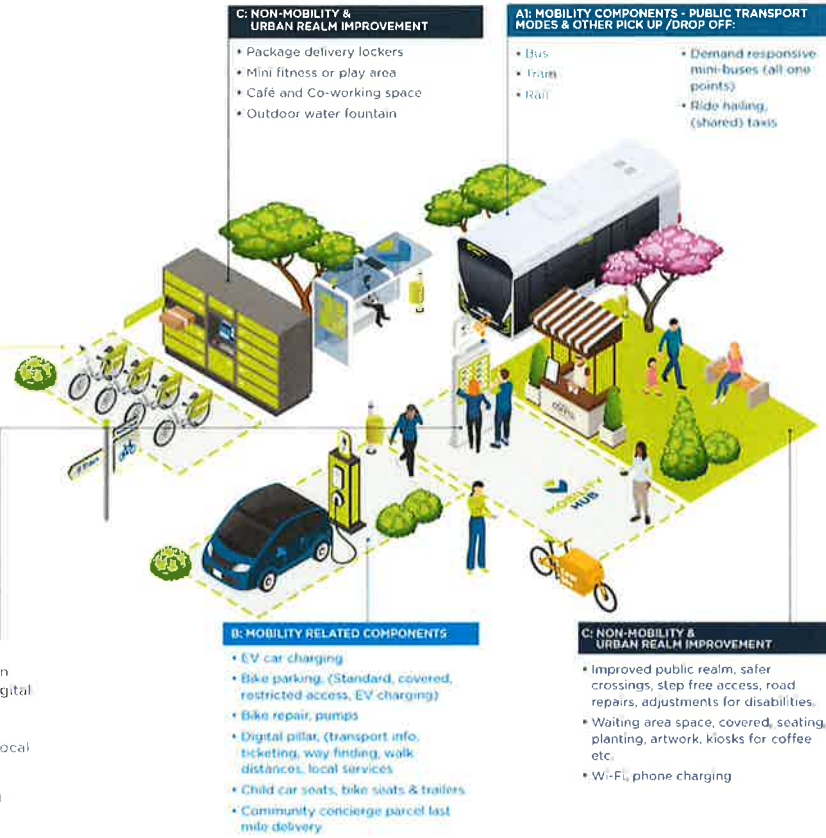 C: NON-MOBILITY &
URBAN REALM IMPROVEMENT
• Package delivery lockers
• Mini fitness or play area
• Café and Co-working space
• Outdoor water fountain
A1: MOBILITY COMPONENTS - PUBLIC TRANSPORT
MODES & OTHER PICK UP /DROP OFF:
• Bus
• Tram
• Rail
• Demand responsive
mini-buses (all one
points)
• Ride hailing,
(shared) taxis
COFFEE
MOBILITY
HUB
B: MOBILITY RELATED COMPONENTS
• EV car charging
• Bike parking, (Standard, covered,
restricted access, EV charging)
• Bike repair, pumps
• Digital pillar, (transport info,
ticketing, way finding, walk
distances, local services
• Child car seats, bike seats & trailers
• Community concierge parcel last
mile delivery
C: NON-MOBILITY &
URBAN REALM IMPROVEMENT
• Improved public realm, safer
crossings, step free access, road
repairs, adjustments for disabilities,
• Waiting area space, covered, seating,
planting, artwork, kiosks for coffee
etc.
• Wi-Fi, phone charging
n
gital
ocal